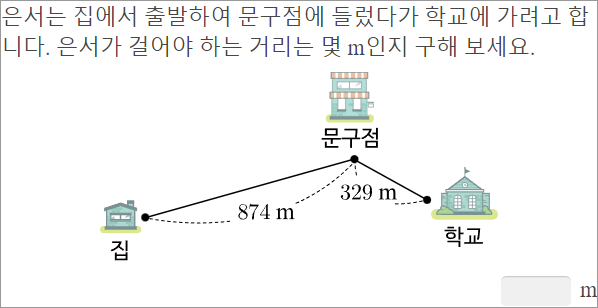 은서는 집에서 출발하여 문구점에 들렀다가 학교에 가려고 합
니다. 은서가 걸어야 하는 거리는 몇 m인지 구해 보세요.
문구점
329 m
874 m
학교
집
m